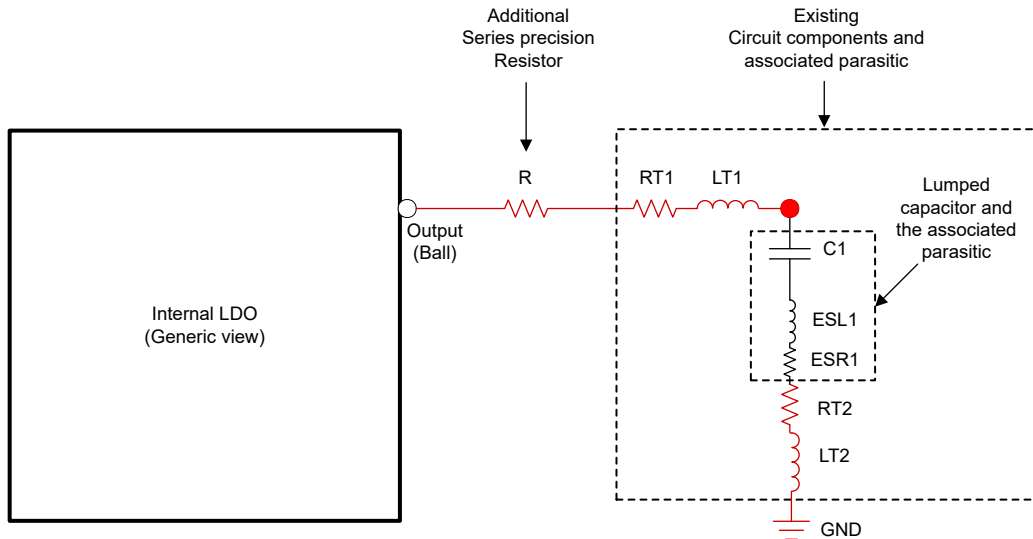 Additional
Series precision
Resistor
Existing
Circuit components and
associated parasitic
R
RT1
LT1
Lumped
capacitor and
the associated
parasitic
Output
(Ball)
C1
Internal LDO
(Generic view)
ESL1
ESR1
RT2
LT2
GND